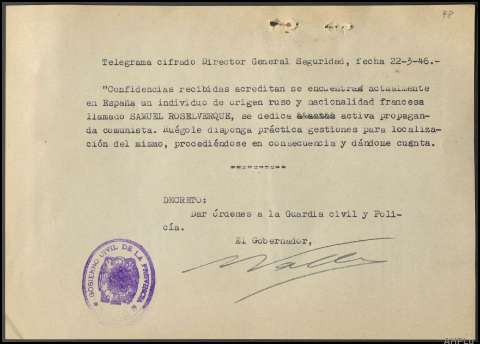 48
Telegrama cifrado Director General Seguridad, fecha 22-3-46.-
"Confidencias recibidas acreditan se encuentran actualmente
en España un individuo de origen ruso y nacionalidad francesa
llamado SAMUEL ROSELVERQUE, se dedica activa propagan-
da comunista. Ruégole disponga práctica gestiones para localiza-
ción del mismo, procediéndose en consecuencia y dándome cuenta.
DECRETO:
Dar órdenes a la Guardia civil y Poli-
cía.
El Gobernador,
GOBIERNO CIVIL DE LA PROVINCIA